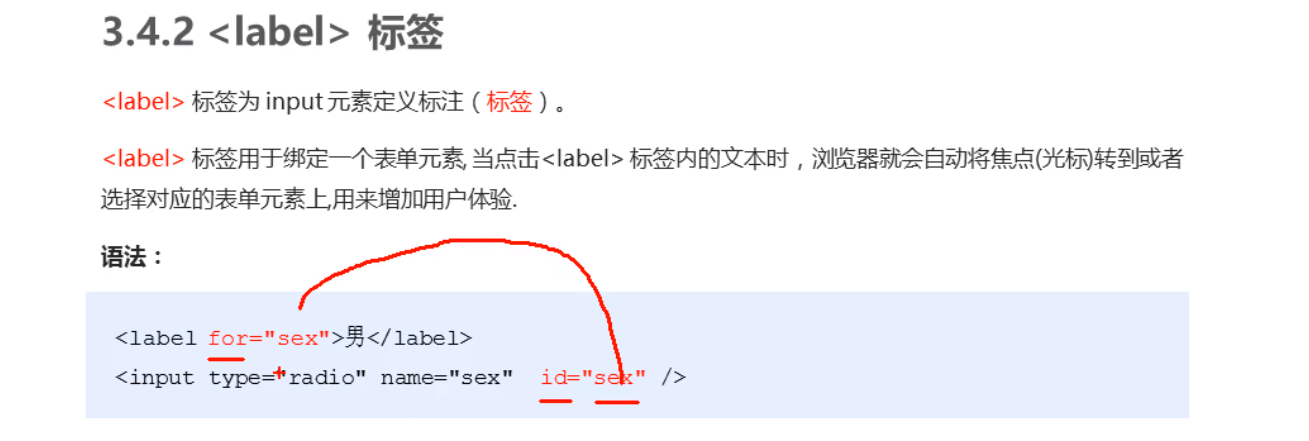 3.4.2 <label> 标签
<label> 标签为 input 元素定义标注（标签）。
<label> 标签用于绑定一个表单元素, 当点击<label> 标签内的文本时，浏览器就会自动将焦点(光标)转到或者
选择对应的表单元素上,用来增加用户体验.
语法：
<label for="sex">男</label>
<input type="radio" name="sex"  id="sex" />